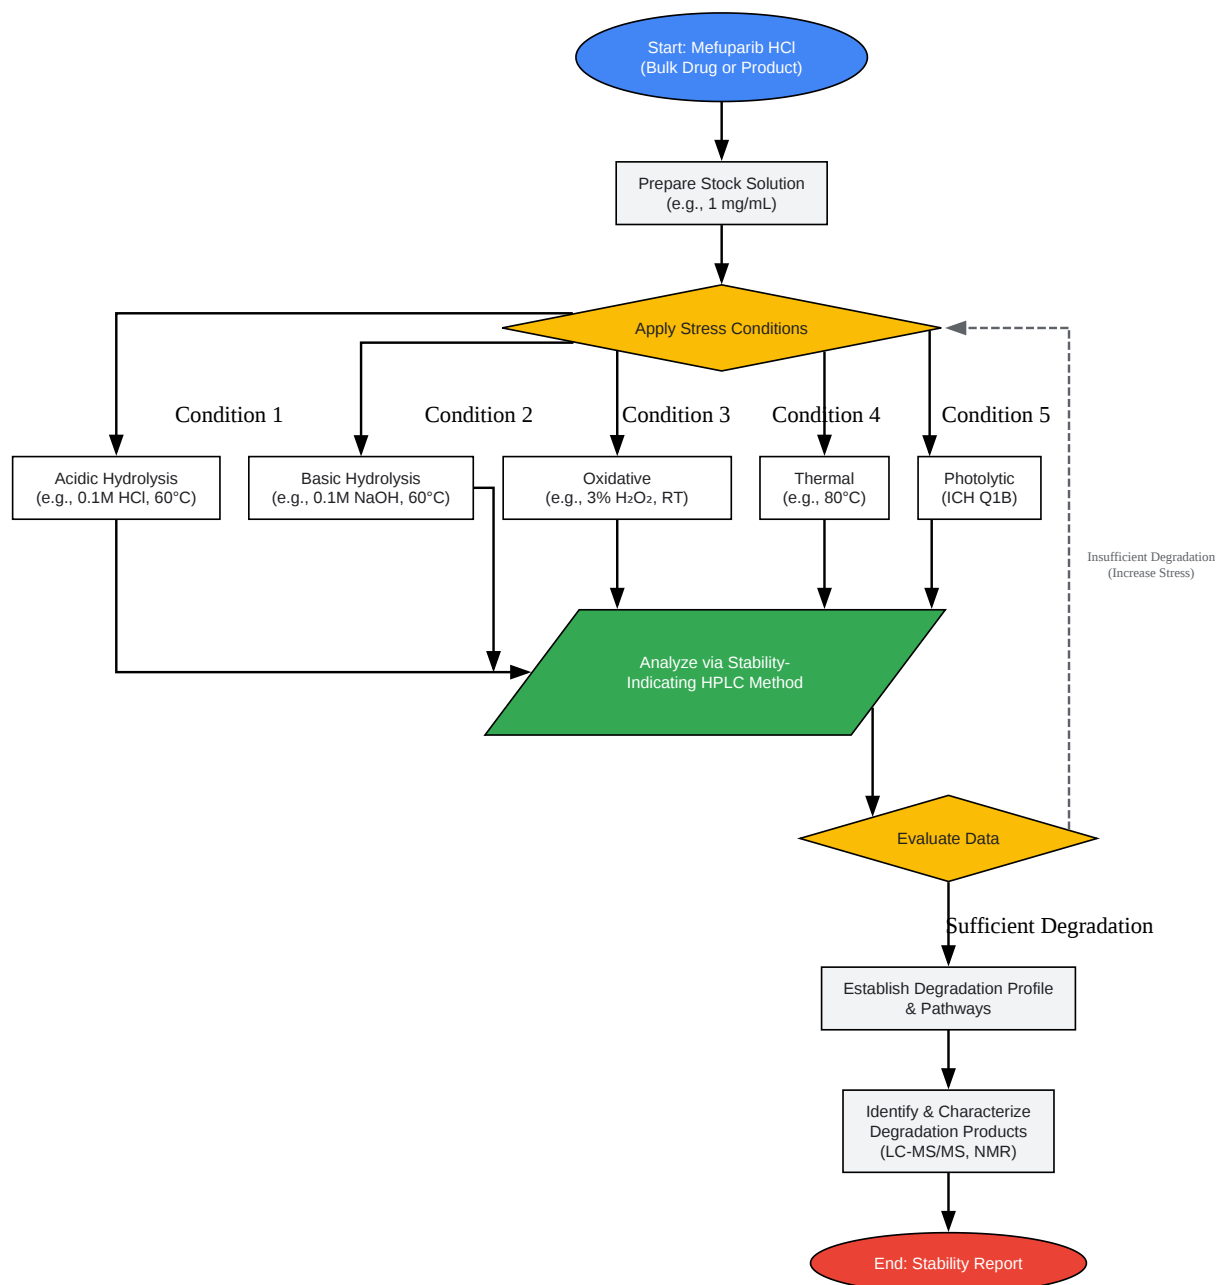 Start: Mefuparib HCl
(Bulk Drug or Product)
Prepare Stock Solution
(e.g., 1 mg/mL)
Apply Stress Conditions
Condition 1
Condition 2
Condition 3
Condition 4
Condition 5
Acidic Hydrolysis
(e.g., 0.1M HCl, 60°C)
Basic Hydrolysis
(e.g., 0.1M NaOH, 60°C)
Oxidative
(e.g., 3% H₂O₂, RT)
Thermal
(e.g., 80°C)
Photolytic
(ICH Q1B)
Insufficient Degradation
(Increase Stress)
Analyze via Stability-
Indicating HPLC Method
Evaluate Data
Sufficient Degradation
Establish Degradation Profile
& Pathways
Identify & Characterize
Degradation Products
(LC-MS/MS, NMR)
End: Stability Report